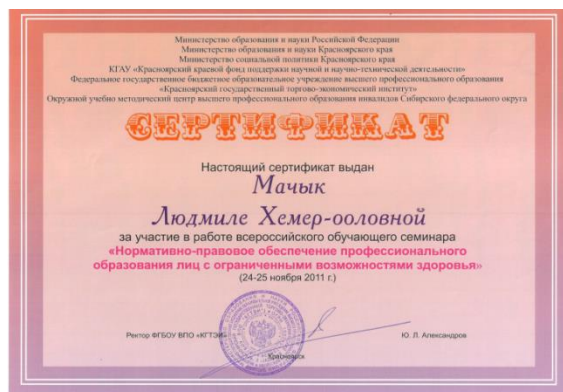 Министерство образования и науки Российской Федерации
Министерство образования и науки Красноярского края
Министерство социальной политики Красноярского края
КГАУ «Красноярский краевой фонд поддержки научной и научно-технической деятельности»
Федеральное государственное бюджетное образовательное учреждение высшего профессионального образования
«Красноярский государственный торгово-экономический институт»
Окружной учебно методический центр высшего профессионального образования инвалидов Сибирского федерального округа
СЕРТИФИКАТ
Настоящий сертификат выдан
Мачык
Людмиле Хемер-ооловной
за участие в работе всероссийского обучающего семинара
«Нормативно-правовое обеспечение профессионального
образования лиц с ограниченными возможностями здоровья»
(24-25 ноября 2011 г.)
Ректор ФГБОУ ВПО «КГТЭИ» Ю. Л. Александров
Красноярск